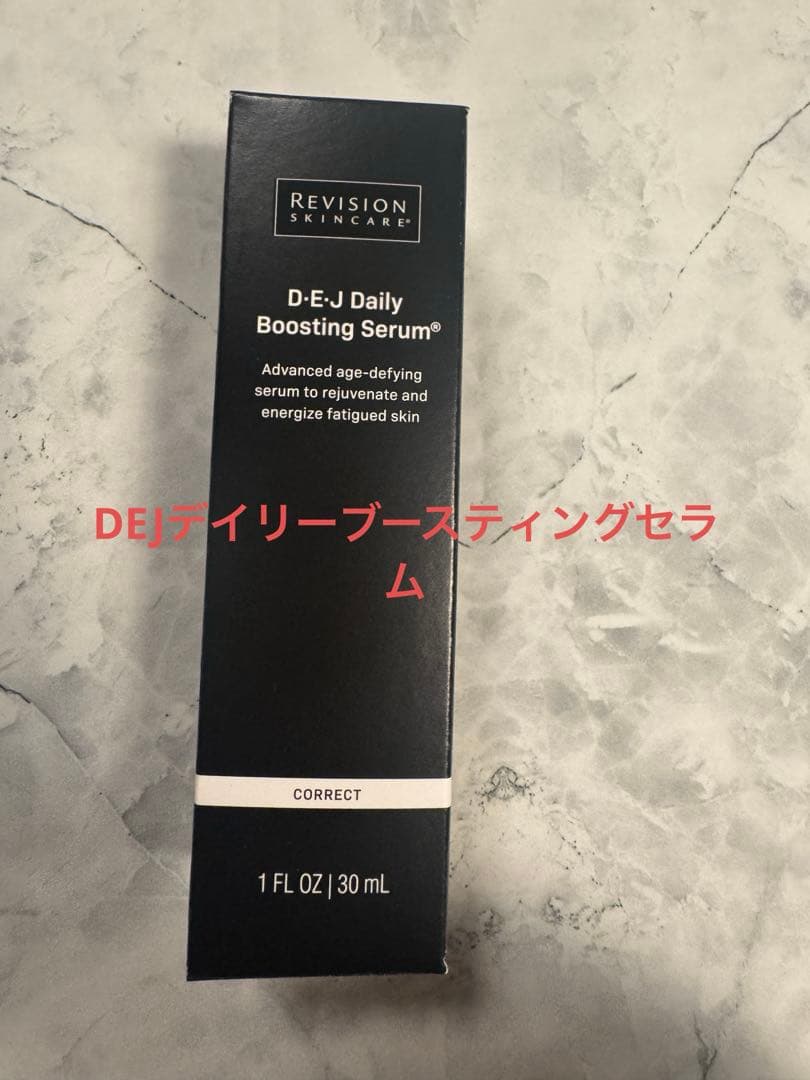 REVISION
SKINCARE®
D·E·J Daily
Boosting Serum®
Advanced age-defying
serum to rejuvenate and
energize fatigued skin
DEJデイリーブースティングセラ
ム
CORRECT
1 FL OZ | 30 mL